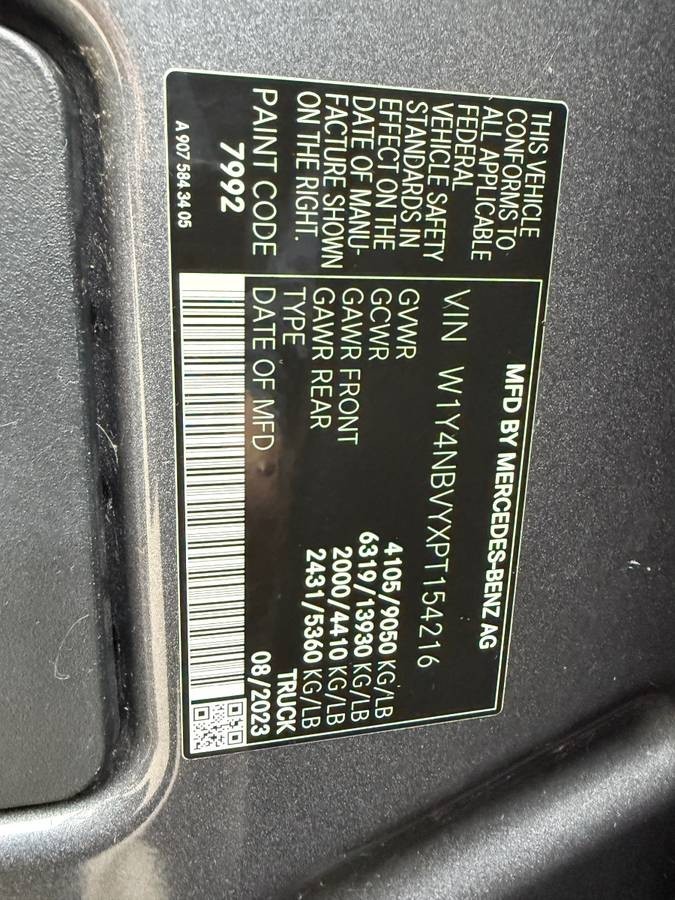 THIS VEHICLE
CONFORMS TO
ALL APPLICABLE
FEDERAL
VEHICLE SAFETY
STANDARDS IN
EFFECT ON THE
DATE OF MANU-
FACTURE SHOWN
ON THE RIGHT.
PAINT CODE
7992
A 907 584 34 05
MFD BY MERCEDES-BENZ AG
VIN W1Y4NBVYXPT154216
GVWR 4105/9050 KG/LB
GCWR 6319/13930 KG/LB
GAWR FRONT 2000/4410 KG/LB
GAWR REAR 2431/5360 KG/LB
TYPE TRUCK
DATE OF MFD 08/2023